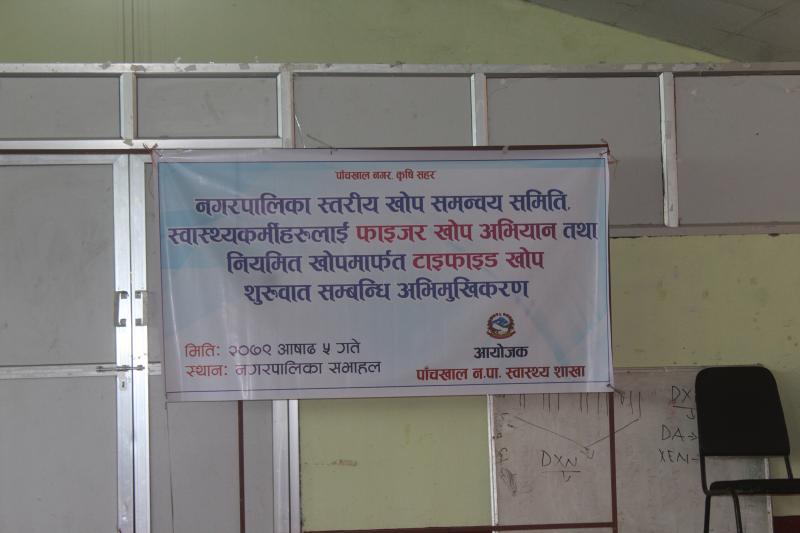 "पाँचखाल नगर, कृषि सहर"
नगरपालिका स्तरीय खोप समन्वय समिति,
स्वास्थ्यकर्मीहरुलाई फाइजर खोप अभियान तथा
नियमित खोपमार्फत टाइफाइड खोप
शुरुवात सम्बन्धि अभिमुखिकरण
मिति: २०७९ आषाढ ५ गते
स्थान: नगरपालिका सभाहल
आयोजक
पाँचखाल न.पा. स्वास्थ्य शाखा
DX
DA→
XEN-
DXN